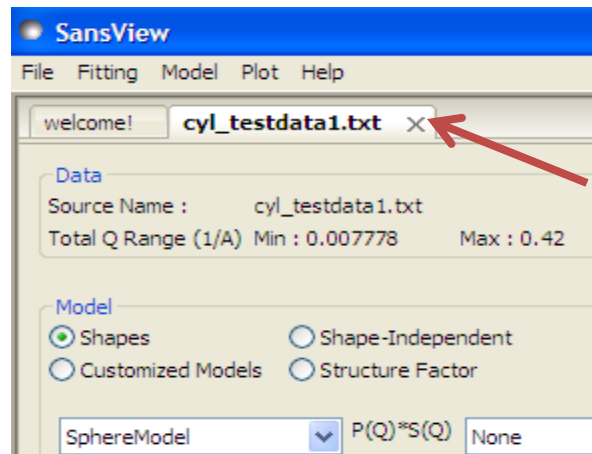 SansView
File Fitting Model Plot Help
welcome! cyl_testdata1.txt
Data
Source Name : cyl_testdata1.txt
Total Q Range (1/A) Min : 0.007778 Max : 0.42
Model
Shapes Shape-Independent
Customized Models Structure Factor
SphereModel P(Q)*S(Q) None